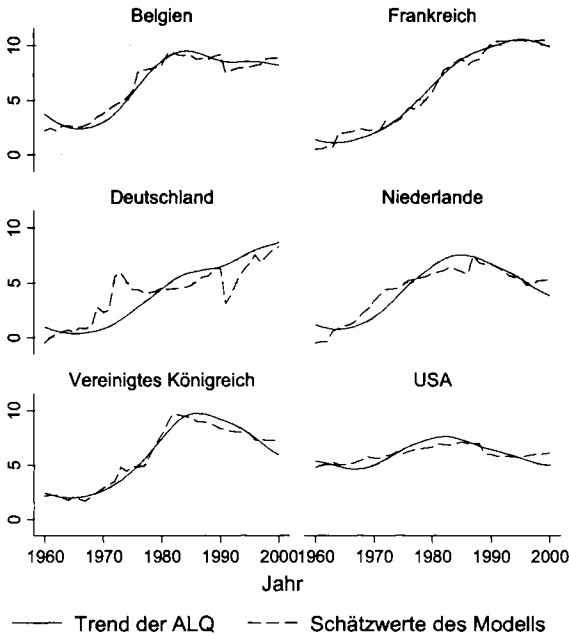 Belgien
Frankreich
10
5
0
Deutschland
Niederlande
10
5
0
Vereinigtes Königreich
USA
10
5
0
1960 1970 1980 1990 2000 1960 1970 1980 1990 2000
Jahr
Trend der ALQ
Schätzwerte des Modells